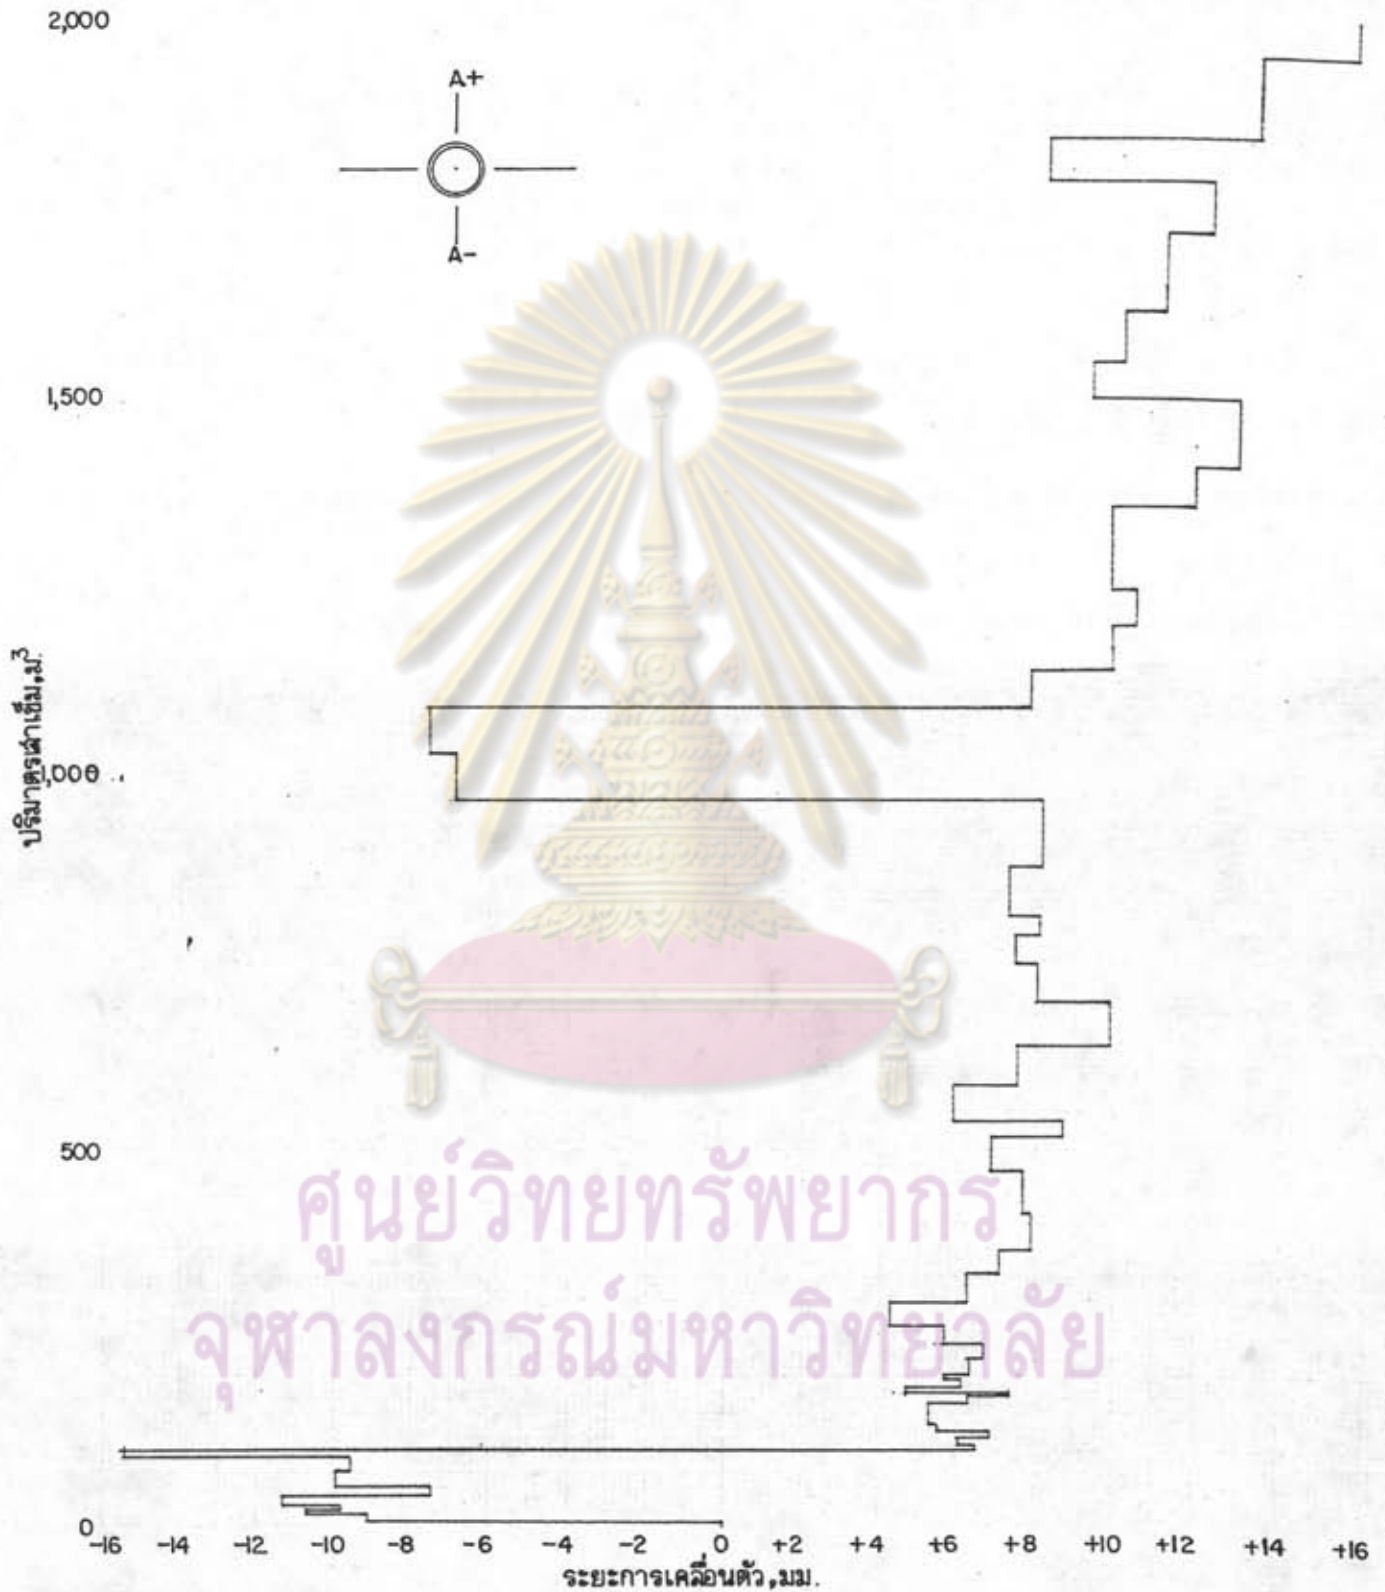 2,000
A+
A-
1,500
ปริมาตรเสาเข็ม,ม.³
1,000
500
ศูนย์วิทยทรัพยากร
จุฬาลงกรณ์มหาวิทยาลัย
0
-16 -14 -12 -10 -8 -6 -4 -2 0 +2 +4 +6 +8 +10 +12 +14 +16
ระยะการเคลื่อนตัว,มม.